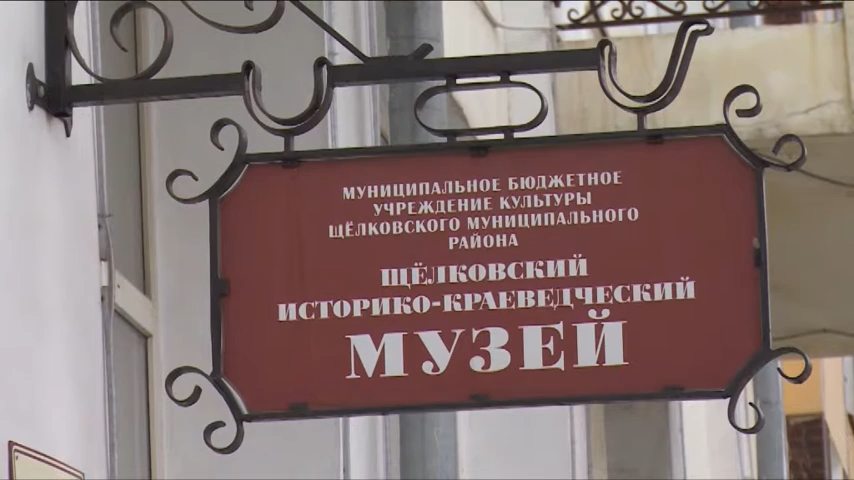 МУНИЦИПАЛЬНОЕ БЮДЖЕТНОЕ
УЧРЕЖДЕНИЕ КУЛЬТУРЫ
ЩЁЛКОВСКОГО МУНИЦИПАЛЬНОГО
РАЙОНА
ЩЁЛКОВСКИЙ
ИСТОРИКО-КРАЕВЕДЧЕСКИЙ
МУЗЕЙ